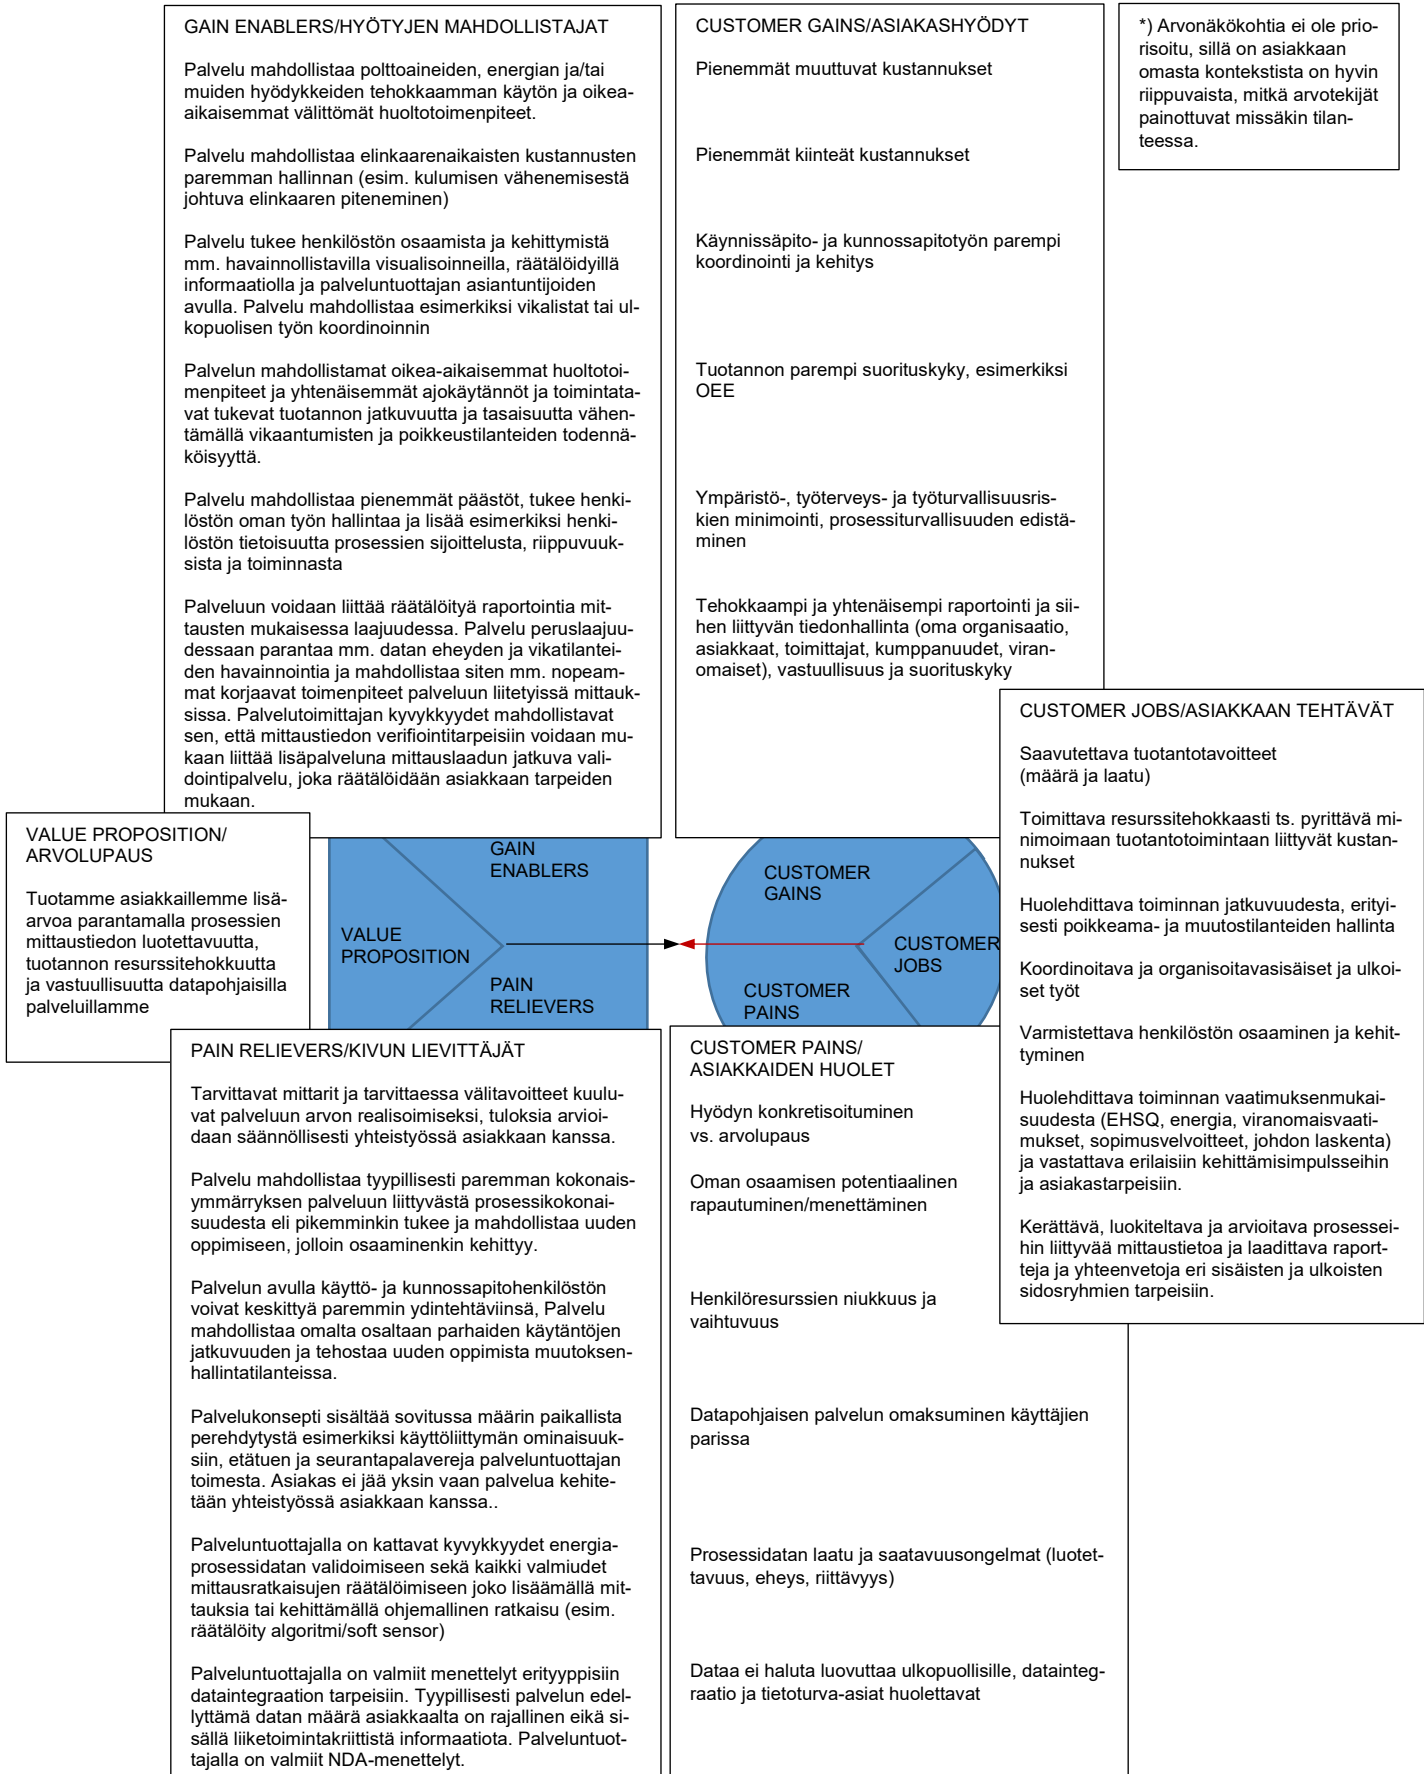 GAIN ENABLERS/HYÖTYJEN MAHDOLLISTAJAT
Palvelu mahdollistaa polttoaineiden, energian ja/tai
muiden hyödykkeiden tehokkaamman käytön ja oikea-
aikaisemmat välittömät huoltotoimenpiteet.
Palvelu mahdollistaa elinkaarenaikaisten kustannusten
paremman hallinnan (esim. kulumisen vähenemisestä
johtuva elinkaaren piteneminen)
Palvelu tukee henkilöstön osaamista ja kehittymistä
mm. havainnollistavilla visualisoinneilla, räätälöidyillä
informaatiolla ja palveluntuottajan asiantuntijoiden
avulla. Palvelu mahdollistaa esimerkiksi vikalistat tai ul-
kopuolisen työn koordinoinnin
Palvelun mahdollistamat oikea-aikaisemmat huoltotoi-
menpiteet ja yhtenäisemmät ajokäytännöt ja toimintata-
vat tukevat tuotannon jatkuvuutta ja tasaisuutta vähen-
tämällä vikaantumisten ja poikkeustilanteiden todennä-
köisyyttä.
Palvelu mahdollistaa pienemmät päästöt, tukee henki-
löstön oman työn hallintaa ja lisää esimerkiksi henki-
löstön tietoisuutta prosessien sijoittelusta, riippuvuuk-
sista ja toiminnasta
Palveluun voidaan liittää räätälöityä raportointia mit-
tausten mukaisessa laajuudessa. Palvelu peruslaajuu-
dessaan parantaa mm. datan eheyden ja vikatilantei-
den havainnointia ja mahdollistaa siten mm. nopeam-
mat korjaavat toimenpiteet palveluun liitetyissä mittauk-
sissa. Palvelutoimittajan kyvykkyydet mahdollistavat
sen, että mittaustiedon verifiointitarpeisiin voidaan mu-
kaan liittää lisäpalveluna mittauslaadun jatkuva vali-
dointipalvelu, joka räätälöidään asiakkaan tarpeiden
mukaan.
CUSTOMER GAINS/ASIAKASHYÖDYT
Pienemmät muuttuvat kustannukset
Pienemmät kiinteät kustannukset
Käynnissäpito- ja kunnossapitotyön parempi
koordinointi ja kehitys
Tuotannon parempi suorituskyky, esimerkiksi
OEE
Ympäristö-, työterveys- ja työturvallisuusris-
kien minimointi, prosessiturvallisuuden edistä-
minen
Tehokkaampi ja yhtenäisempi raportointi ja sii-
hen liittyvän tiedonhallinta (oma organisaatio,
asiakkaat, toimittajat, kumppanuudet, viran-
omaiset), vastuullisuus ja suorituskyky
*) Arvonäkökohtia ei ole prio-
risoitu, sillä on asiakkaan
omasta kontekstista on hyvin
riippuvaista, mitkä arvotekijät
painottuvat missäkin tilan-
teessa.
CUSTOMER JOBS/ASIAKKAAN TEHTÄVÄT
Saavutettava tuotantotavoitteet
(määrä ja laatu)
Toimittava resurssitehokkaasti ts. pyrittävä mi-
nimoimaan tuotantotoimintaan liittyvät kustan-
nukset
Huolehdittava toiminnan jatkuvuudesta, erityi-
sesti poikkeama- ja muutostilanteiden hallinta
Koordinoitava ja organisoitavasisäiset ja ulkoi-
set työt
Varmistettava henkilöstön osaaminen ja kehit-
tyminen
Huolehdittava toiminnan vaatimuksenmukai-
suudesta (EHSQ, energia, viranomaisvaati-
mukset, sopimusvelvoitteet, johdon laskenta)
ja vastattava erilaisiin kehittämisimpulsseihin
ja asiakastarpeisiin.
Kerättävä, luokiteltava ja arvioitava prosessei-
hin liittyvää mittaustietoa ja laadittava raport-
teja ja yhteenvetoja eri sisäisten ja ulkoisten
sidosryhmien tarpeisiin.
VALUE PROPOSITION/
ARVOLUPAUS
Tuotamme asiakkaillemme lisä-
arvoa parantamalla prosessien
mittaustiedon luotettavuutta,
tuotannon resurssitehokkuutta
ja vastuullisuutta datapohjaisilla
palveluillamme
GAIN
ENABLERS
VALUE
PROPOSITION
PAIN
RELIEVERS
CUSTOMER
GAINS
CUSTOMER
JOBS
CUSTOMER
PAINS
PAIN RELIEVERS/KIVUN LIEVITTÄJÄT
Tarvittavat mittarit ja tarvittaessa välitavoitteet kuulu-
vat palveluun arvon realisoimiseksi, tuloksia arvioi-
daan säännöllisesti yhteistyössä asiakkaan kanssa.
Palvelu mahdollistaa tyypillisesti paremman kokonais-
ymmärryksen palveluun liittyvästä prosessikokonai-
suudesta eli pikemminkin tukee ja mahdollistaa uuden
oppimiseen, jolloin osaaminenkin kehittyy.
Palvelun avulla käyttö- ja kunnossapitohenkilöstön
voivat keskittyä paremmin ydintehtäviinsä, Palvelu
mahdollistaa omalta osaltaan parhaiden käytäntöjen
jatkuvuuden ja tehostaa uuden oppimista muutoksen-
hallintatilanteissa.
Palvelukonsepti sisältää sovitussa määrin paikallista
perehdytystä esimerkiksi käyttöliittymän ominaisuuk-
siin, etätuen ja seurantapalavereja palveluntuottajan
toimesta. Asiakas ei jää yksin vaan palvelua kehite-
tään yhteistyössä asiakkaan kanssa..
Palveluntuottajalla on kattavat kyvykkyydet energia-
prosessidatan validoimiseen sekä kaikki valmiudet
mittausratkaisujen räätälöimiseen joko lisäämällä mit-
tauksia tai kehittämällä ohjemallinen ratkaisu (esim.
räätälöity algoritmi/soft sensor)
Palveluntuottajalla on valmiit menettelyt erityyppisiin
dataintegraation tarpeisiin. Tyypillisesti palvelun edel-
lyttämä datan määrä asiakkaalta on rajallinen eikä si-
sällä liiketoimintakriittistä informaatiota. Palveluntuot-
tajalla on valmiit NDA-menettelyt.
CUSTOMER PAINS/
ASIAKKAIDEN HUOLET
Hyödyn konkretisoituminen
vs. arvolupaus
Oman osaamisen potentiaalinen
rapautuminen/menettäminen
Henkilöresurssien niukkuus ja
vaihtuvuus
Datapohjaisen palvelun omaksuminen käyttäjien
parissa
Prosessidatan laatu ja saatavuusongelmat (luotet-
tavuus, eheys, riittävyys)
Dataa ei haluta luovuttaa ulkopuollisille, datainteg-
raatio ja tietoturva-asiat huolettavat